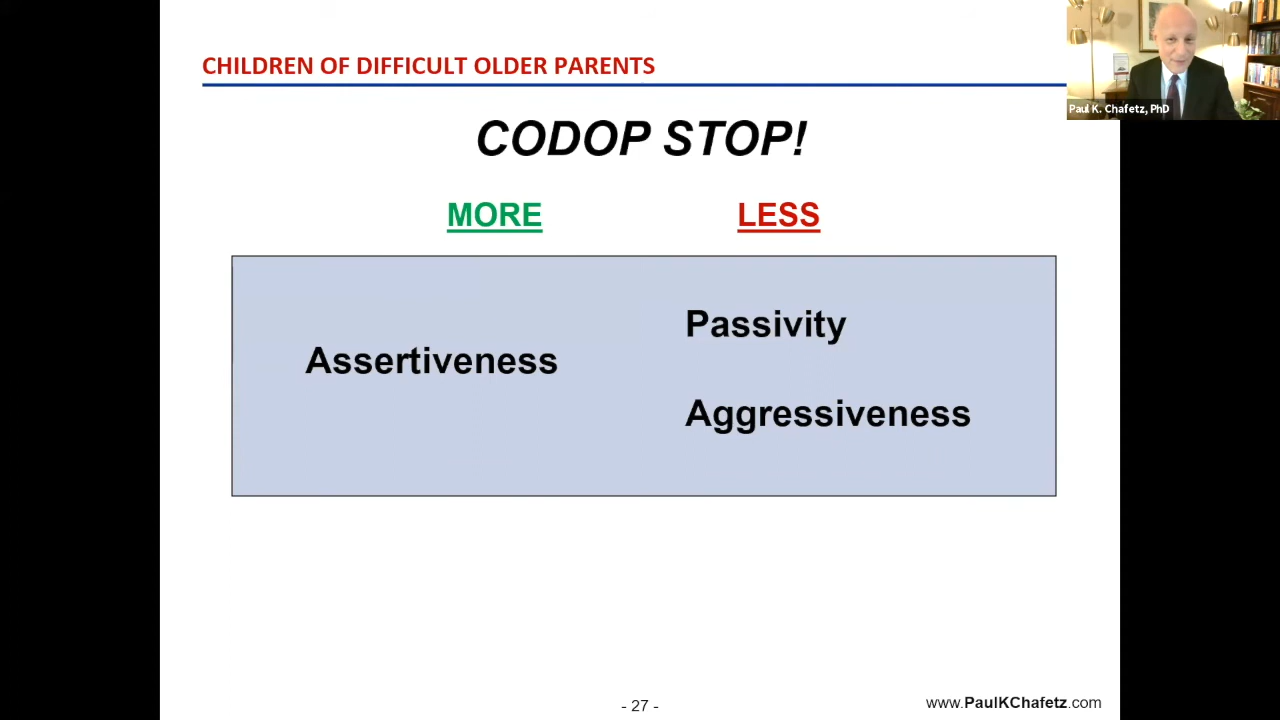 CHILDREN OF DIFFICULT OLDER PARENTS
Paul K. Chafetz, PhD
CODOP STOP!
MORE
LESS
Passivity
Assertiveness
Aggressiveness
- 27 -
www.PaulKChafetz.com